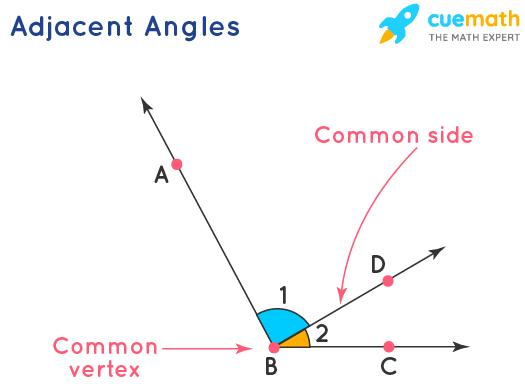 Adjacent Angles
cuemath
THE MATH EXPERT
Common side
A
D
1
2
Common
vertex
B
C